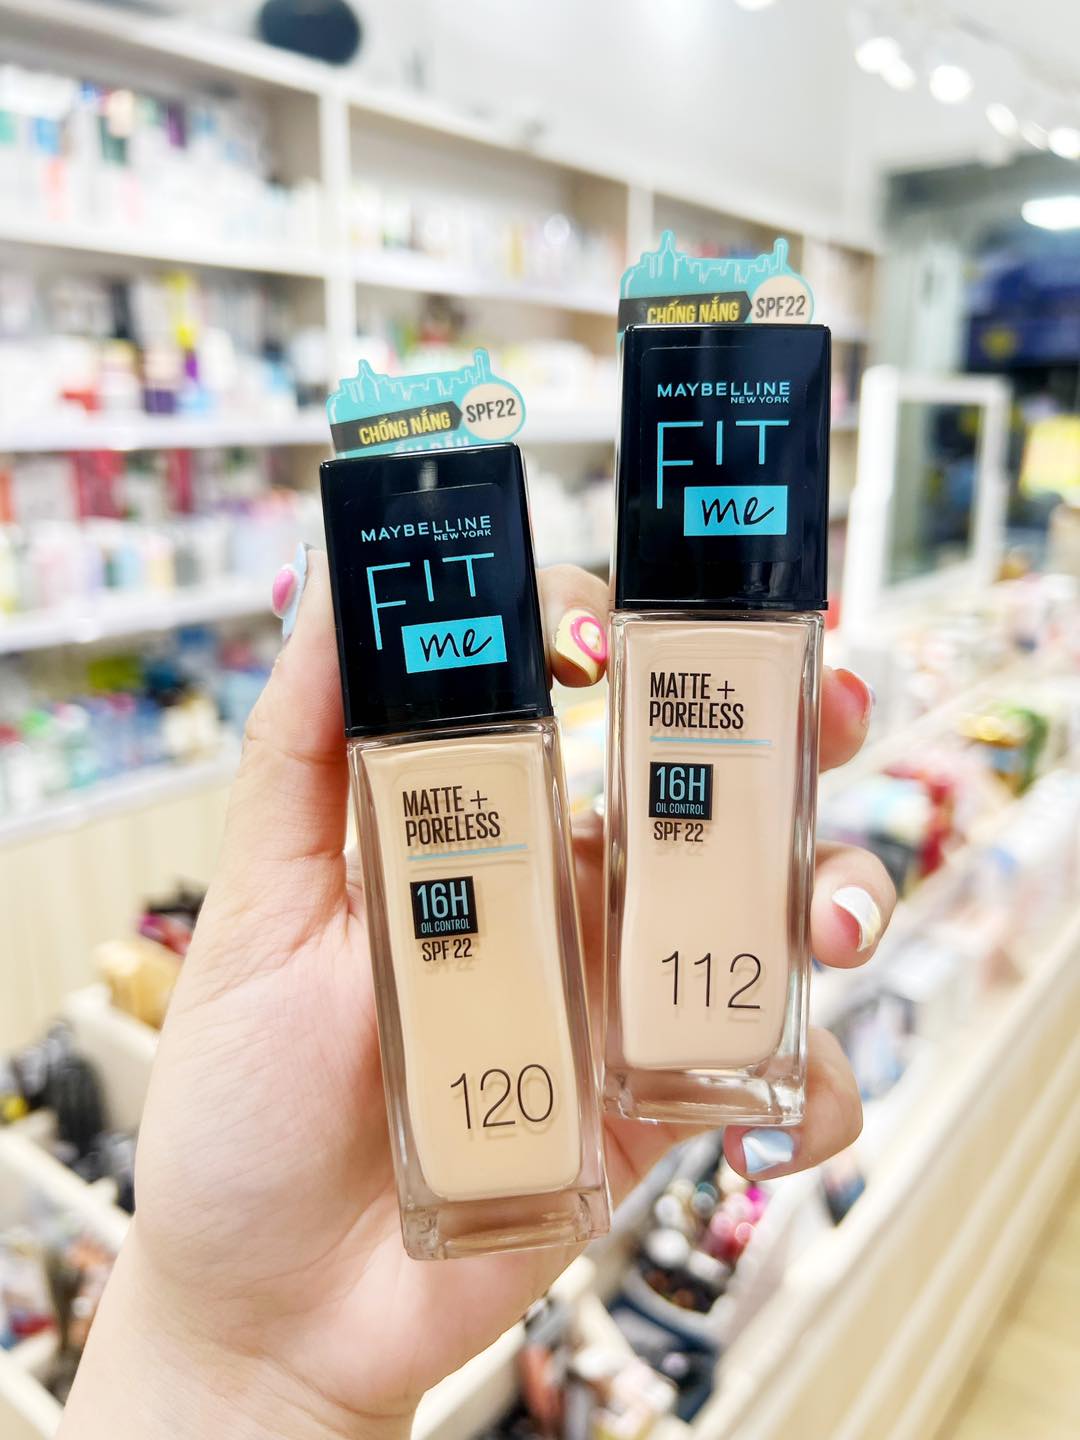 CHỐNG NẮNG SPF22
MAYBELLINE
NEW YORK
FIT
me
MATTE +
PORELESS
16H
OIL CONTROL
SPF 22
120
CHỐNG NẮNG SPF22
MAYBELLINE
NEW YORK
FIT
me
MATTE +
PORELESS
16H
OIL CONTROL
SPF 22
112